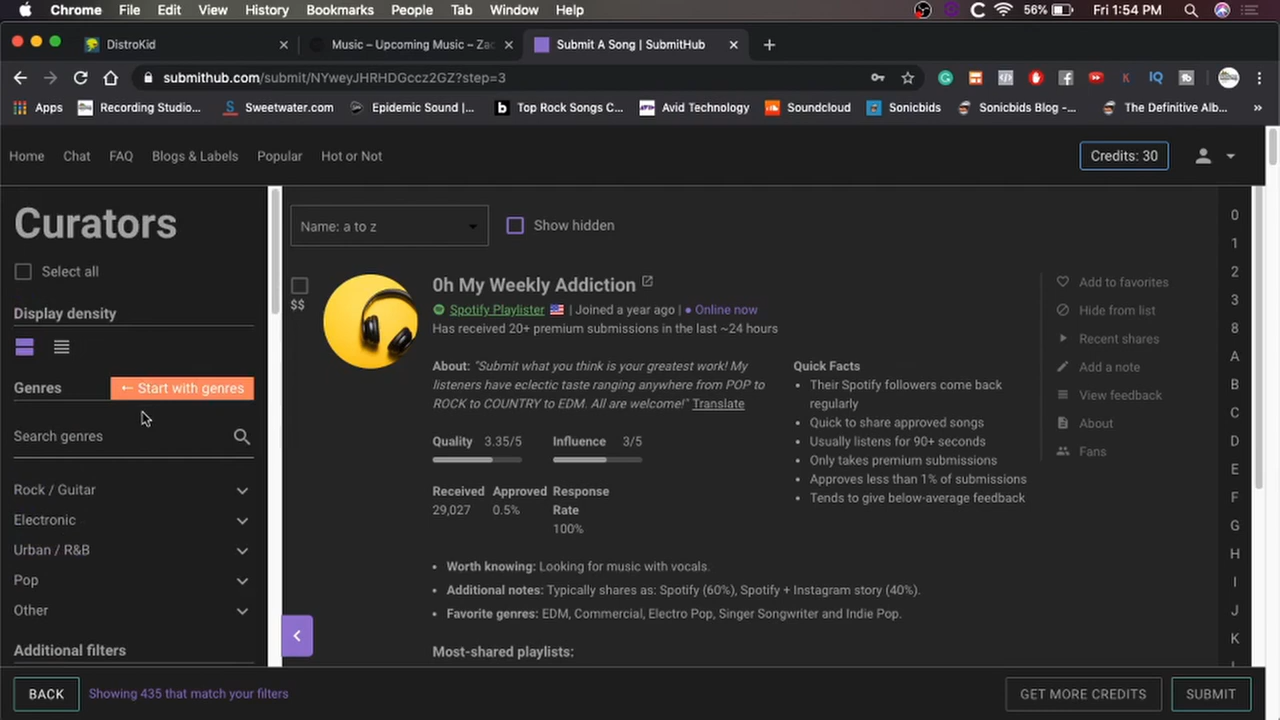 Chrome File Edit View History Bookmarks People Tab Window Help 56% Fri 1:54 PM
DistroKid Music – Upcoming Music – Zac Submit A Song | SubmitHub
submithub.com/submit/NYweyJHRHDGccz2GZ?step=3
Apps Recording Studio... Sweetwater.com Epidemic Sound |... Top Rock Songs C... Avid Technology Soundcloud Sonicbids Sonicbids Blog -... The Definitive Alb... »
Home Chat FAQ Blogs & Labels Popular Hot or Not Credits: 30
Curators
Select all
Display density
Genres ← Start with genres
Search genres
Rock / Guitar
Electronic
Urban / R&B
Pop
Other
Additional filters
Name: a to z Show hidden
$$
0h My Weekly Addiction
Spotify Playlister | Joined a year ago | • Online now
Has received 20+ premium submissions in the last ~24 hours
About: "Submit what you think is your greatest work! My
listeners have eclectic taste ranging anywhere from POP to
ROCK to COUNTRY to EDM. All are welcome!" Translate
Quality 3.35/5 Influence 3/5
Received Approved Response
Rate
29,027 0.5%
100%
Quick Facts
• Their Spotify followers come back
regularly
• Quick to share approved songs
• Usually listens for 90+ seconds
• Only takes premium submissions
• Approves less than 1% of submissions
• Tends to give below-average feedback
Add to favorites
Hide from list
Recent shares
Add a note
View feedback
About
Fans
• Worth knowing: Looking for music with vocals.
• Additional notes: Typically shares as: Spotify (60%), Spotify + Instagram story (40%).
• Favorite genres: EDM, Commercial, Electro Pop, Singer Songwriter and Indie Pop.
Most-shared playlists:
0
1
2
3
8
A
B
C
D
E
F
G
H
I
J
K
BACK Showing 435 that match your filters GET MORE CREDITS SUBMIT